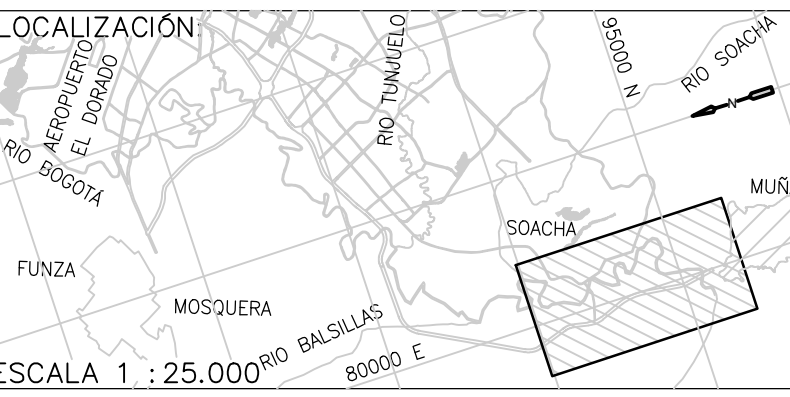 LOCALIZACIÓN:
AEROPUERTO
EL DORADO
RIO TUNJUELO
95000 N
RIO SOACHA
N
RIO BOGOTÁ
SOACHA
FUNZA
MOSQUERA
RIO BALSILLAS
80000 E
ESCALA 1 : 25.000